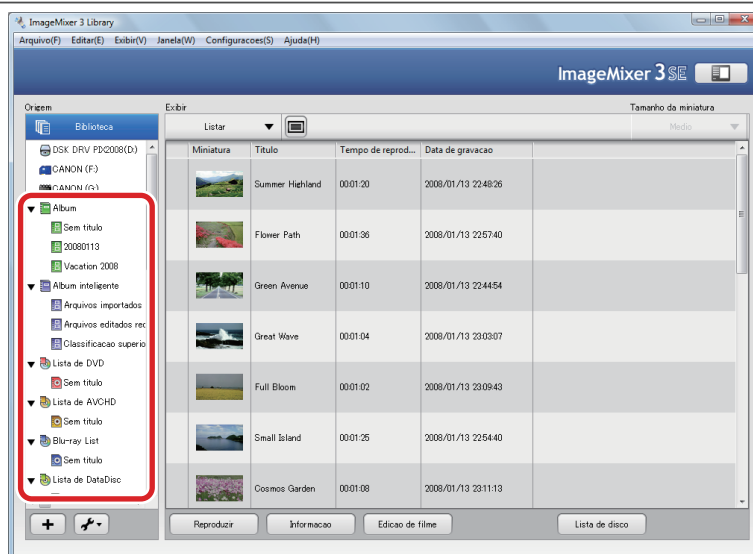 ImageMixer 3 Library
Arquivo(F) Editar(E) Exibir(V) Janela(W) Configuracoes(S) Ajuda(H)
ImageMixer 3 SE
Origem Exibir Tamanho da miniatura
Biblioteca Listar Medio
DSK DRV PIX2008(D:) Miniatura Titulo Tempo de reprod... Data de gravacao
CANON (F:)
CANON (G:)
Summer Highland 00:01:20 2008/01/13 22:48:26
Album
Sem titulo
20080113
Flower Path 00:01:36 2008/01/13 22:57:40
Vacation 2008
Album inteligente
Green Avenue 00:01:10 2008/01/13 22:44:54
Arquivos importados
Arquivos editados rec
Great Wave 00:01:04 2008/01/13 23:03:07
Classificacao superio
Lista de DVD
Sem titulo
Full Bloom 00:01:02 2008/01/13 23:09:43
Lista de AVCHD
Sem titulo
Blu-ray List
Small Island 00:01:25 2008/01/13 22:54:40
Sem titulo
Lista de DataDisc
Cosmos Garden 00:01:08 2008/01/13 23:11:13
Reproduzir Informacao Edicao de filme Lista de disco